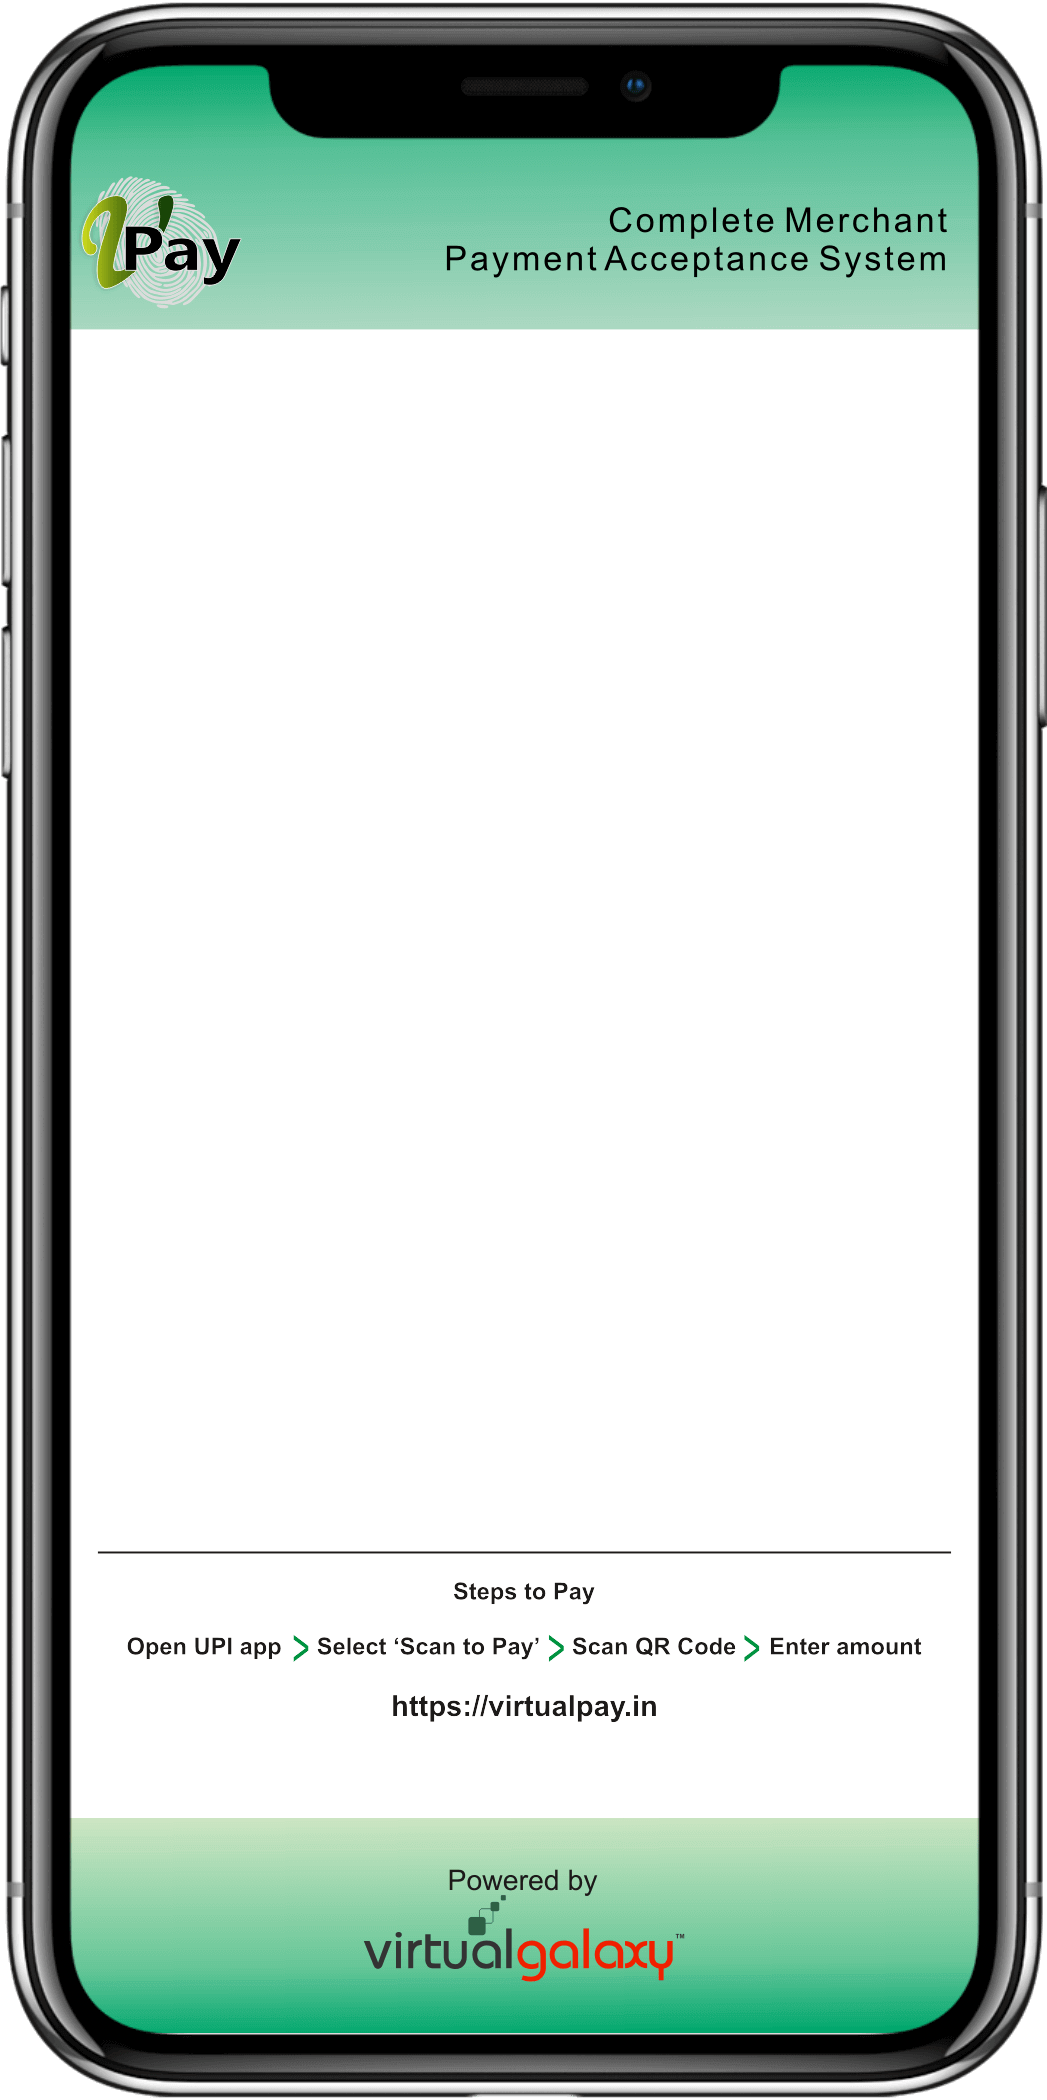 V'Pay
Complete Merchant
Payment Acceptance System
Steps to Pay
Open UPI app > Select ‘Scan to Pay’ > Scan QR Code > Enter amount
https://virtualpay.in
Powered by
virtualgalaxy™